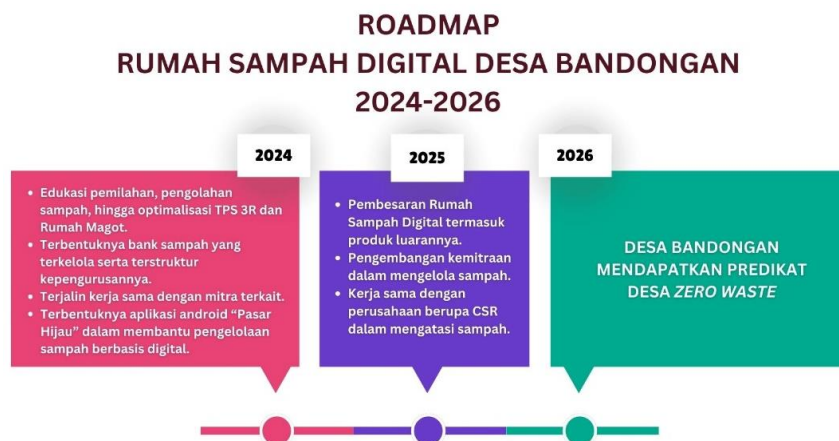 ROADMAP
RUMAH SAMPAH DIGITAL DESA BANDONGAN
2024-2026
2024
• Edukasi pemilahan, pengolahan
sampah, hingga optimalisasi TPS 3R dan
Rumah Magot.
• Terbentuknya bank sampah yang
terkelola serta terstruktur
kepengurusannya.
• Terjalin kerja sama dengan mitra terkait.
• Terbentuknya aplikasi android “Pasar
Hijau” dalam membantu pengelolaan
sampah berbasis digital.
2025
• Pembesaran Rumah
Sampah Digital termasuk
produk luarannya.
• Pengembangan kemitraan
dalam mengelola sampah.
• Kerja sama dengan
perusahaan berupa CSR
dalam mengatasi sampah.
2026
DESA BANDONGAN
MENDAPATKAN PREDIKAT
DESA ZERO WASTE